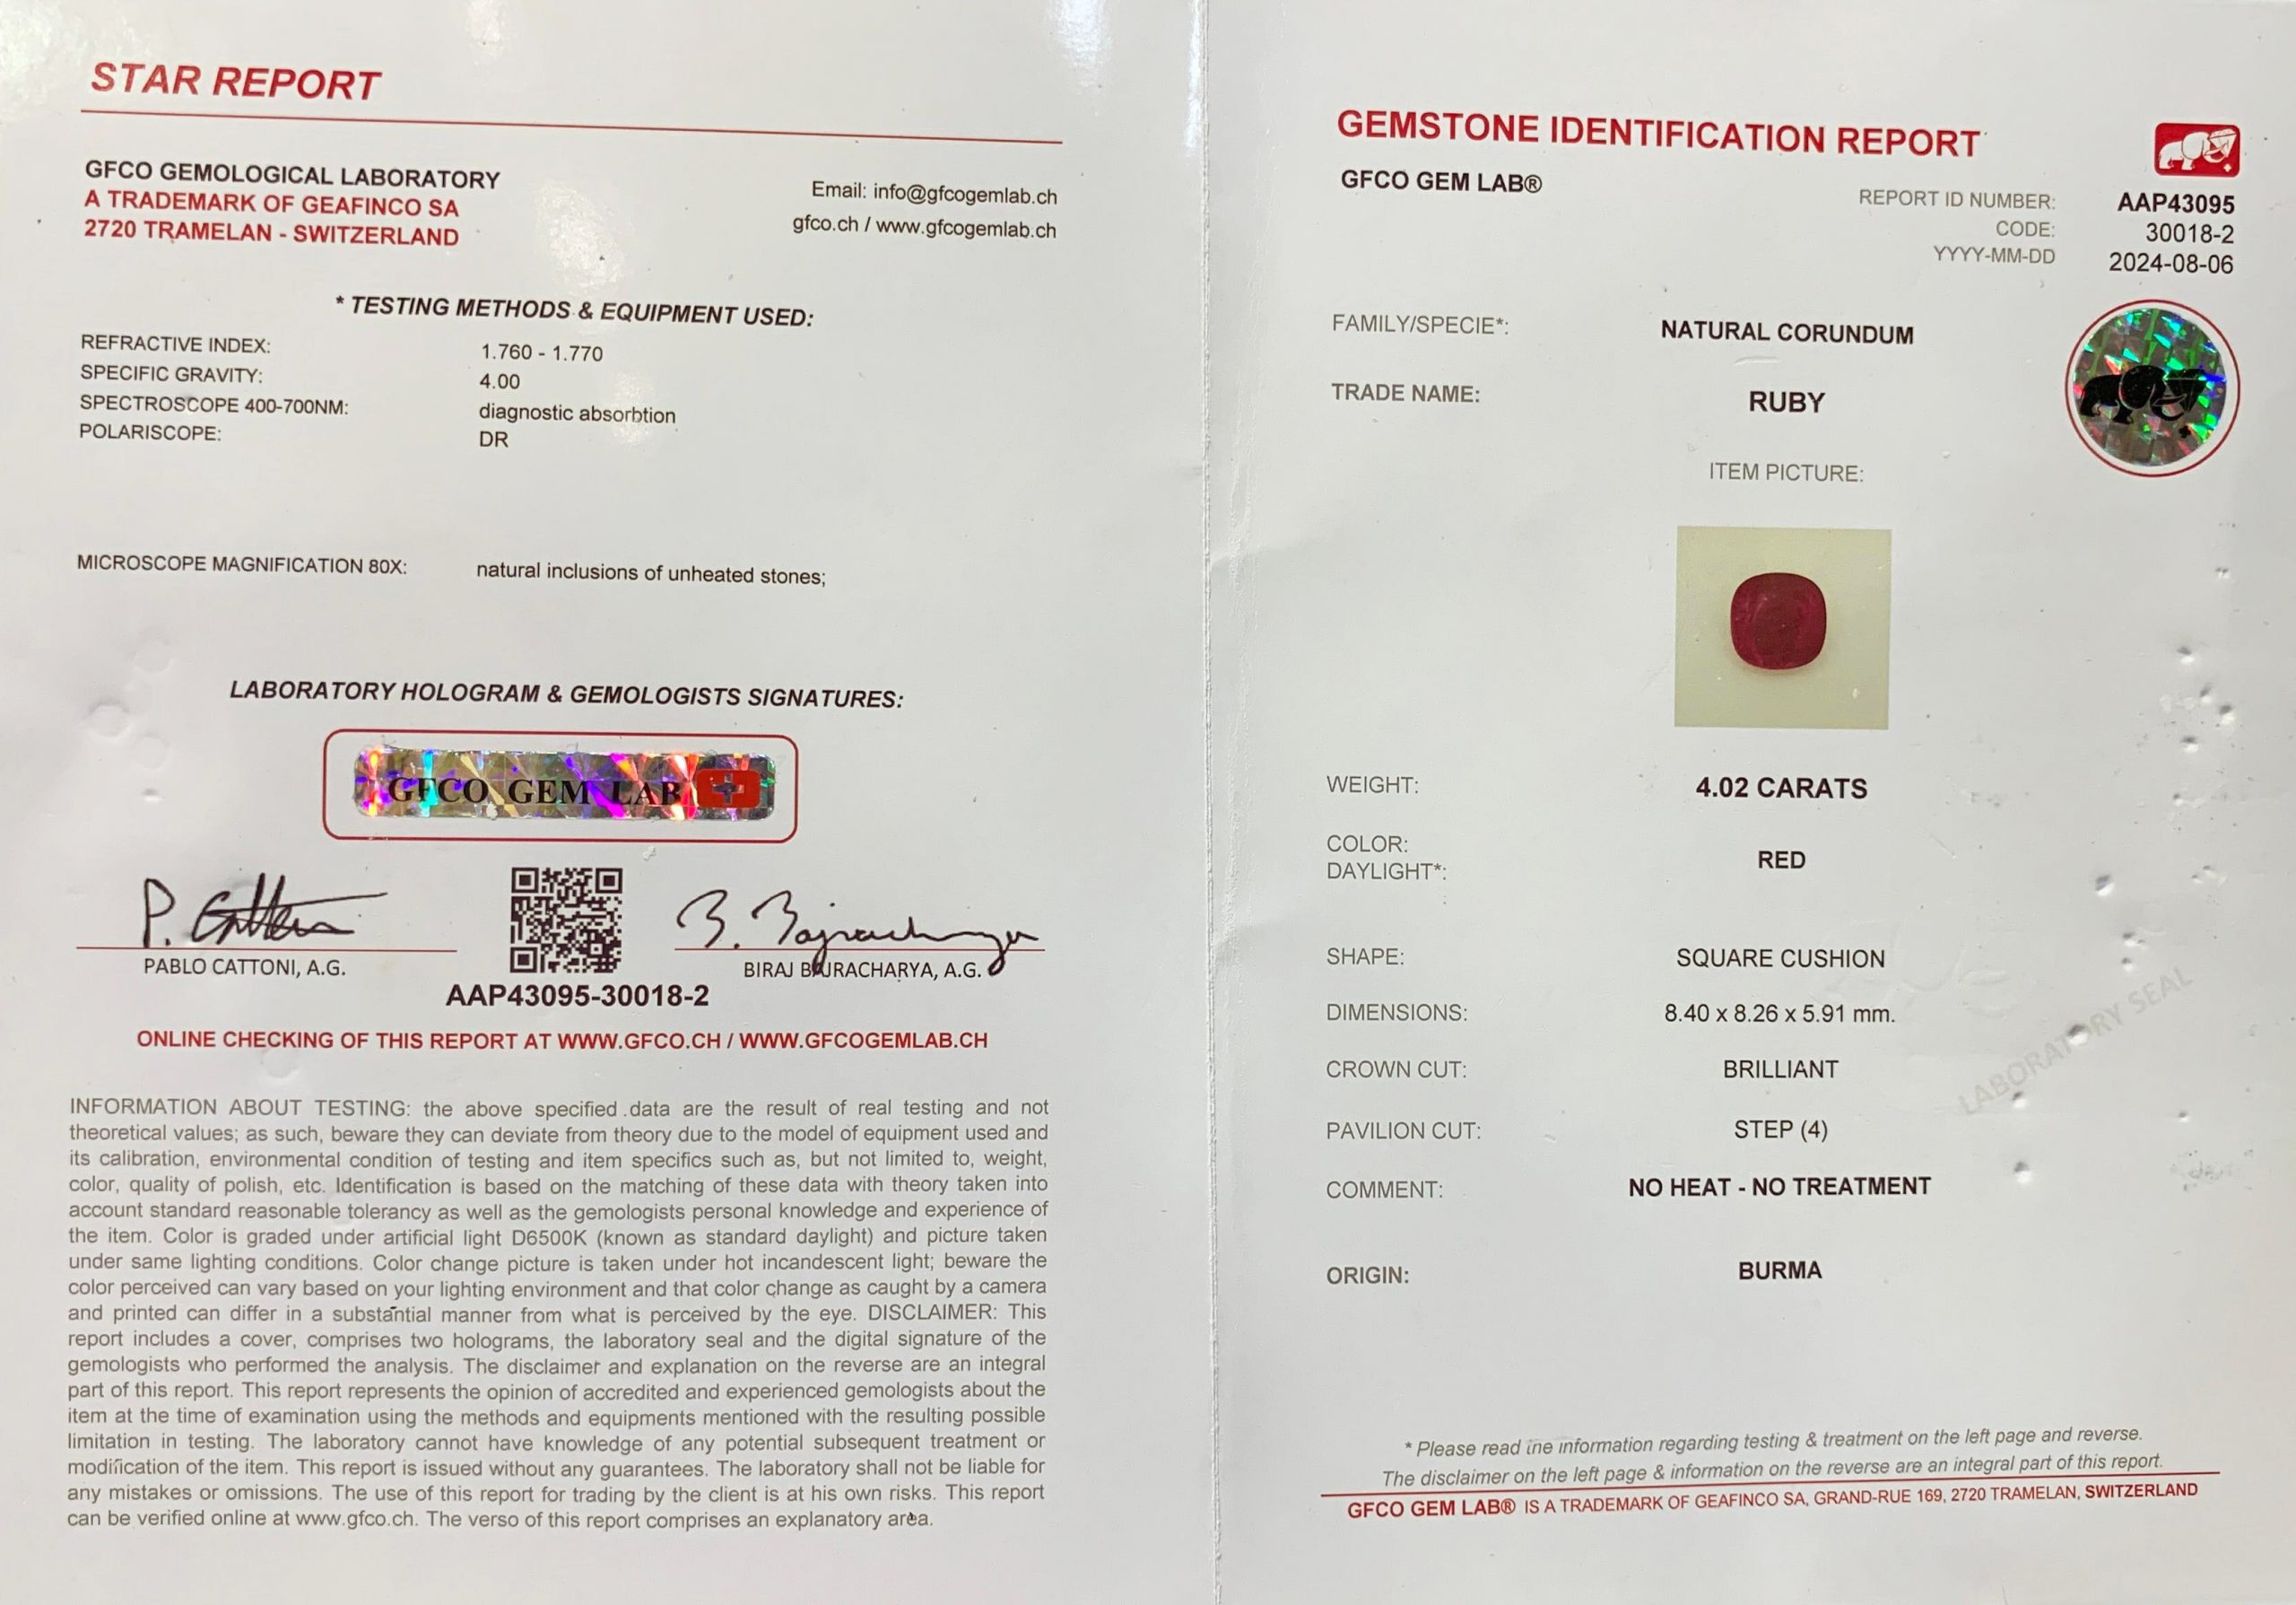 STAR REPORT
GFCO GEMOLOGICAL LABORATORY
A TRADEMARK OF GEAFINCO SA
2720 TRAMELAN - SWITZERLAND
Email: info@gfcogemlab.ch
gfco.ch / www.gfcogemlab.ch
* TESTING METHODS & EQUIPMENT USED:
REFRACTIVE INDEX: 1.760 - 1.770
SPECIFIC GRAVITY: 4.00
SPECTROSCOPE 400-700NM: diagnostic absorbtion
POLARISCOPE: DR
MICROSCOPE MAGNIFICATION 80X: natural inclusions of unheated stones;
LABORATORY HOLOGRAM & GEMOLOGISTS SIGNATURES:
GFCO GEM LAB
P. Cattoni
B. Bajracharya
PABLO CATTONI, A.G.
BIRAJ BAJRACHARYA, A.G.
AAP43095-30018-2
ONLINE CHECKING OF THIS REPORT AT WWW.GFCO.CH / WWW.GFCOGEMLAB.CH
INFORMATION ABOUT TESTING: the above specified data are the result of real testing and not
theoretical values; as such, beware they can deviate from theory due to the model of equipment used and
its calibration, environmental condition of testing and item specifics such as, but not limited to, weight,
color, quality of polish, etc. Identification is based on the matching of these data with theory taken into
account standard reasonable tolerancy as well as the gemologists personal knowledge and experience of
the item. Color is graded under artificial light D6500K (known as standard daylight) and picture taken
under same lighting conditions. Color change picture is taken under hot incandescent light; beware the
color perceived can vary based on your lighting environment and that color change as caught by a camera
and printed can differ in a substantial manner from what is perceived by the eye. DISCLAIMER: This
report includes a cover, comprises two holograms, the laboratory seal and the digital signature of the
gemologists who performed the analysis. The disclaimer and explanation on the reverse are an integral
part of this report. This report represents the opinion of accredited and experienced gemologists about the
item at the time of examination using the methods and equipments mentioned with the resulting possible
limitation in testing. The laboratory cannot have knowledge of any potential subsequent treatment or
modification of the item. This report is issued without any guarantees. The laboratory shall not be liable for
any mistakes or omissions. The use of this report for trading by the client is at his own risks. This report
can be verified online at www.gfco.ch. The verso of this report comprises an explanatory area.
GEMSTONE IDENTIFICATION REPORT
GFCO GEM LAB®
REPORT ID NUMBER: AAP43095
CODE: 30018-2
YYYY-MM-DD 2024-08-06
FAMILY/SPECIE*: NATURAL CORUNDUM
TRADE NAME: RUBY
ITEM PICTURE:
WEIGHT: 4.02 CARATS
COLOR:
DAYLIGHT*: RED
SHAPE: SQUARE CUSHION
DIMENSIONS: 8.40 x 8.26 x 5.91 mm.
CROWN CUT: BRILLIANT
PAVILION CUT: STEP (4)
COMMENT: NO HEAT - NO TREATMENT
ORIGIN: BURMA
LABORATORY SEAL
* Please read the information regarding testing & treatment on the left page and reverse.
The disclaimer on the left page & information on the reverse are an integral part of this report.
GFCO GEM LAB® IS A TRADEMARK OF GEAFINCO SA, GRAND-RUE 169, 2720 TRAMELAN, SWITZERLAND